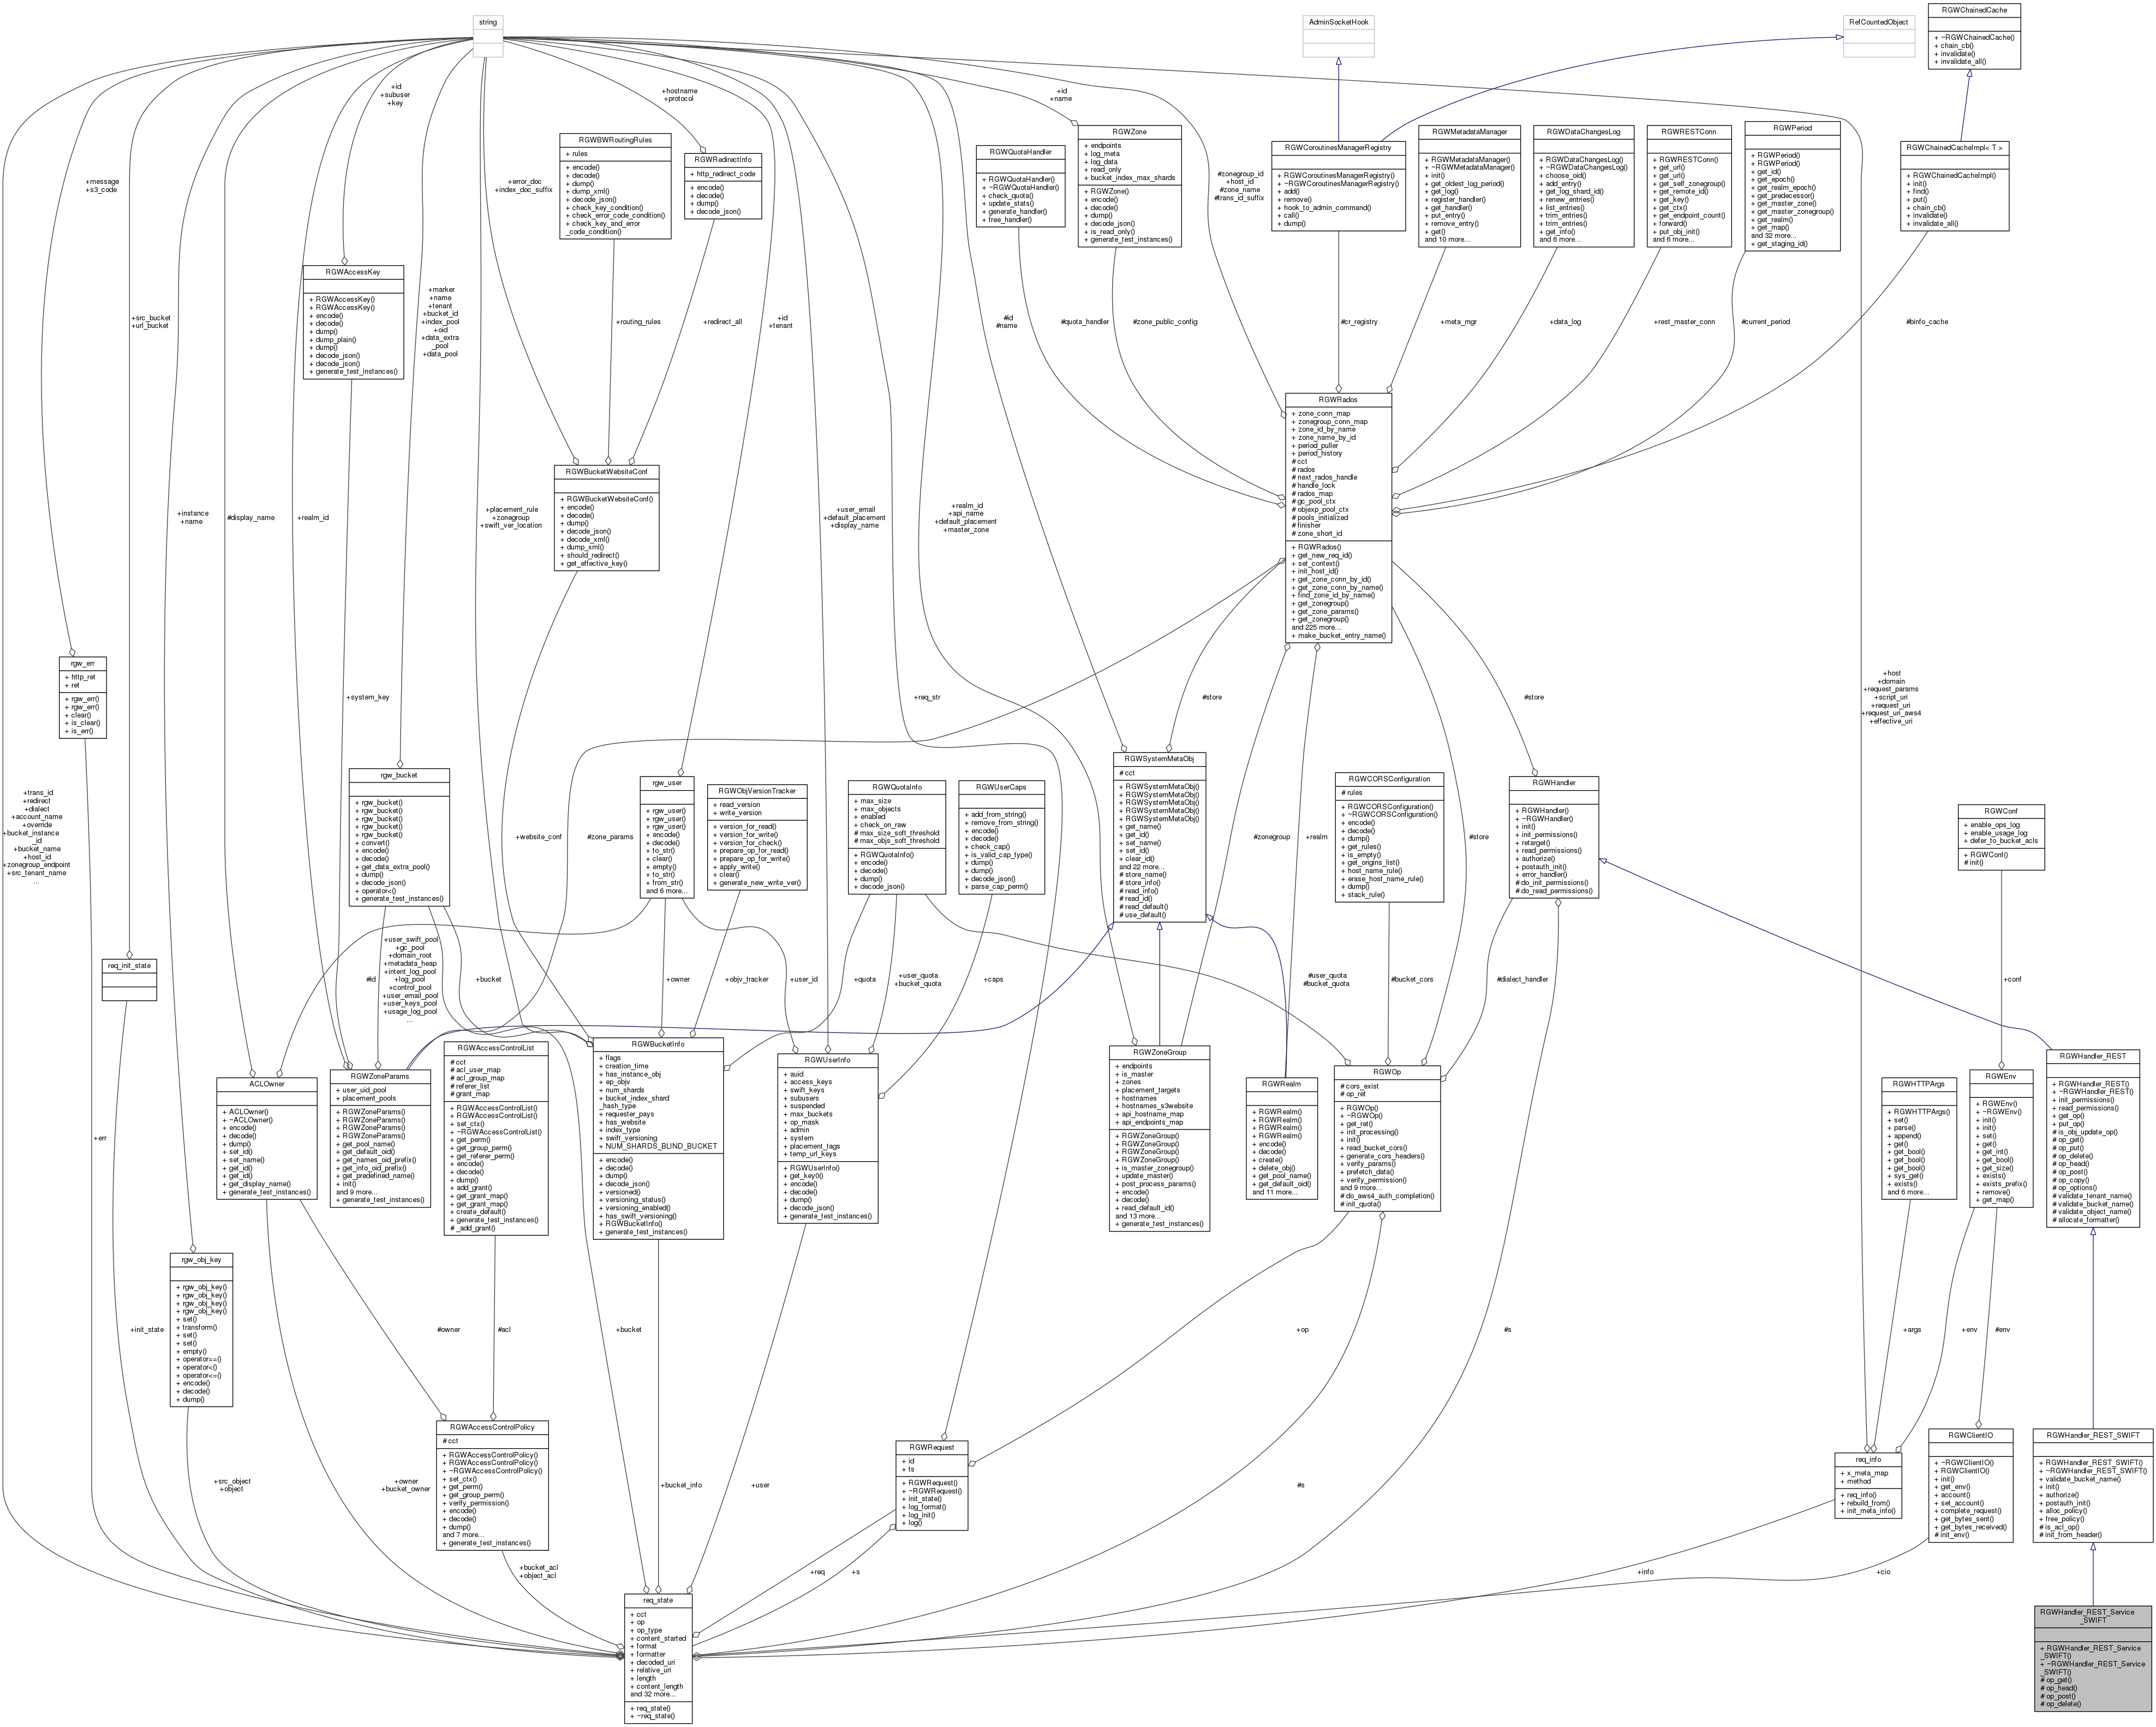 string
AdminSocketHook
RefCountedObject
RGWChainedCache
+ ~RGWChainedCache()
+ chain_cb()
+ invalidate()
+ invalidate_all()
+id
+subuser
+key
+hostname
+protocol
+id
+name
+message
+s3_code
+error_doc
+index_doc_suffix
RGWBWRoutingRules
+ rules
+ encode()
+ decode()
+ dump()
+ dump_xml()
+ decode_json()
+ check_key_condition()
+ check_error_code_condition()
+ check_key_and_error
_code_condition()
RGWRedirectInfo
+ http_redirect_code
+ encode()
+ decode()
+ dump()
+ decode_json()
RGWQuotaHandler
+ RGWQuotaHandler()
+ ~RGWQuotaHandler()
+ check_quota()
+ update_stats()
+ generate_handler()
+ free_handler()
RGWZone
+ endpoints
+ log_meta
+ log_data
+ read_only
+ bucket_index_max_shards
+ RGWZone()
+ encode()
+ decode()
+ dump()
+ decode_json()
+ is_read_only()
+ generate_test_instances()
#zonegroup_id
+host_id
#zone_name
#trans_id_suffix
RGWCoroutinesManagerRegistry
+ RGWCoroutinesManagerRegistry()
+ ~RGWCoroutinesManagerRegistry()
+ add()
+ remove()
+ hook_to_admin_command()
+ call()
+ dump()
RGWMetadataManager
+ RGWMetadataManager()
+ ~RGWMetadataManager()
+ init()
+ get_oldest_log_period()
+ get_log()
+ register_handler()
+ get_handler()
+ put_entry()
+ remove_entry()
+ get()
and 10 more...
RGWDataChangesLog
+ RGWDataChangesLog()
+ ~RGWDataChangesLog()
+ choose_oid()
+ add_entry()
+ get_log_shard_id()
+ renew_entries()
+ list_entries()
+ trim_entries()
+ trim_entries()
+ get_info()
and 6 more...
RGWRESTConn
+ RGWRESTConn()
+ get_url()
+ get_url()
+ get_self_zonegroup()
+ get_remote_id()
+ get_key()
+ get_ctx()
+ get_endpoint_count()
+ forward()
+ put_obj_init()
and 6 more...
RGWPeriod
+ RGWPeriod()
+ RGWPeriod()
+ get_id()
+ get_epoch()
+ get_realm_epoch()
+ get_predecessor()
+ get_master_zone()
+ get_master_zonegroup()
+ get_realm()
+ get_map()
and 32 more...
+ get_staging_id()
RGWChainedCacheImpl< T >
+ RGWChainedCacheImpl()
+ init()
+ find()
+ put()
+ chain_cb()
+ invalidate()
+ invalidate_all()
RGWAccessKey
+ RGWAccessKey()
+ RGWAccessKey()
+ encode()
+ decode()
+ dump()
+ dump_plain()
+ dump()
+ decode_json()
+ decode_json()
+ generate_test_instances()
+src_bucket
+url_bucket
+marker
+name
+tenant
+bucket_id
+index_pool
+oid
+data_extra
_pool
+data_pool
+routing_rules
+redirect_all
+id
+tenant
#id
#name
#quota_handler
#zone_public_config
#cr_registry
+meta_mgr
+data_log
+rest_master_conn
#current_period
#binfo_cache
RGWRados
+ zone_conn_map
+ zonegroup_conn_map
+ zone_id_by_name
+ zone_name_by_id
+ period_puller
+ period_history
# cct
# rados
# next_rados_handle
# handle_lock
# rados_map
# gc_pool_ctx
# objexp_pool_ctx
# pools_initialized
# finisher
# zone_short_id
+ RGWRados()
+ get_new_req_id()
+ set_context()
+ init_host_id()
+ get_zone_conn_by_id()
+ get_zone_conn_by_name()
+ find_zone_id_by_name()
+ get_zonegroup()
+ get_zone_params()
+ get_zonegroup()
and 225 more...
+ make_bucket_entry_name()
RGWBucketWebsiteConf
+ RGWBucketWebsiteConf()
+ encode()
+ decode()
+ dump()
+ decode_json()
+ decode_xml()
+ dump_xml()
+ should_redirect()
+ get_effective_key()
+instance
+name
#display_name
+realm_id
+placement_rule
+zonegroup
+swift_ver_location
+user_email
+default_placement
+display_name
+realm_id
+api_name
+default_placement
+master_zone
rgw_err
+ http_ret
+ ret
+ rgw_err()
+ rgw_err()
+ clear()
+ is_clear()
+ is_err()
+system_key
+req_str
#store
#store
+host
+domain
+request_params
+script_uri
+request_uri
+request_uri_aws4
+effective_uri
+trans_id
+redirect
+dialect
+account_name
+override
+bucket_instance
_id
+bucket_name
+host_id
+zonegroup_endpoint
+src_tenant_name
...
rgw_bucket
+ rgw_bucket()
+ rgw_bucket()
+ rgw_bucket()
+ rgw_bucket()
+ rgw_bucket()
+ convert()
+ encode()
+ decode()
+ get_data_extra_pool()
+ dump()
+ decode_json()
+ operator<()
+ generate_test_instances()
+website_conf
#zone_params
rgw_user
+ rgw_user()
+ rgw_user()
+ rgw_user()
+ encode()
+ decode()
+ to_str()
+ clear()
+ empty()
+ to_str()
+ from_str()
and 6 more...
RGWObjVersionTracker
+ read_version
+ write_version
+ version_for_read()
+ version_for_write()
+ version_for_check()
+ prepare_op_for_read()
+ prepare_op_for_write()
+ apply_write()
+ clear()
+ generate_new_write_ver()
RGWQuotaInfo
+ max_size
+ max_objects
+ enabled
+ check_on_raw
# max_size_soft_threshold
# max_objs_soft_threshold
+ RGWQuotaInfo()
+ encode()
+ decode()
+ dump()
+ decode_json()
RGWUserCaps
+ add_from_string()
+ remove_from_string()
+ encode()
+ decode()
+ check_cap()
+ is_valid_cap_type()
+ dump()
+ dump()
+ decode_json()
+ parse_cap_perm()
RGWSystemMetaObj
# cct
+ RGWSystemMetaObj()
+ RGWSystemMetaObj()
+ RGWSystemMetaObj()
+ RGWSystemMetaObj()
+ RGWSystemMetaObj()
+ get_name()
+ get_id()
+ set_name()
+ set_id()
+ clear_id()
and 22 more...
# store_name()
# store_info()
# read_info()
# read_id()
# read_default()
# use_default()
#zonegroup
+realm
RGWCORSConfiguration
# rules
+ RGWCORSConfiguration()
+ ~RGWCORSConfiguration()
+ encode()
+ decode()
+ dump()
+ get_rules()
+ is_empty()
+ get_origins_list()
+ host_name_rule()
+ erase_host_name_rule()
+ dump()
+ stack_rule()
#store
RGWHandler
+ RGWHandler()
+ ~RGWHandler()
+ init()
+ init_permissions()
+ retarget()
+ read_permissions()
+ authorize()
+ postauth_init()
+ error_handler()
# do_init_permissions()
# do_read_permissions()
RGWConf
+ enable_ops_log
+ enable_usage_log
+ defer_to_bucket_acls
+ RGWConf()
# init()
req_init_state
#id
+user_swift_pool
+gc_pool
+domain_root
+metadata_heap
+intent_log_pool
+log_pool
+control_pool
+user_email_pool
+user_keys_pool
+usage_log_pool
...
+bucket
+owner
+objv_tracker
+user_id
+quota
+user_quota
+bucket_quota
+caps
#user_quota
#bucket_quota
#bucket_cors
#dialect_handler
+conf
ACLOwner
+ ACLOwner()
+ ~ACLOwner()
+ encode()
+ decode()
+ dump()
+ set_id()
+ set_name()
+ get_id()
+ get_id()
+ get_display_name()
+ generate_test_instances()
RGWZoneParams
+ user_uid_pool
+ placement_pools
+ RGWZoneParams()
+ RGWZoneParams()
+ RGWZoneParams()
+ RGWZoneParams()
+ get_pool_name()
+ get_default_oid()
+ get_names_oid_prefix()
+ get_info_oid_prefix()
+ get_predefined_name()
+ init()
and 9 more...
+ generate_test_instances()
RGWAccessControlList
# cct
# acl_user_map
# acl_group_map
# referer_list
# grant_map
+ RGWAccessControlList()
+ RGWAccessControlList()
+ set_ctx()
+ ~RGWAccessControlList()
+ get_perm()
+ get_group_perm()
+ get_referer_perm()
+ encode()
+ decode()
+ dump()
+ add_grant()
+ get_grant_map()
+ get_grant_map()
+ create_default()
+ generate_test_instances()
# _add_grant()
RGWBucketInfo
+ flags
+ creation_time
+ has_instance_obj
+ ep_objv
+ num_shards
+ bucket_index_shard
_hash_type
+ requester_pays
+ has_website
+ index_type
+ swift_versioning
+ NUM_SHARDS_BLIND_BUCKET
+ encode()
+ decode()
+ dump()
+ decode_json()
+ versioned()
+ versioning_status()
+ versioning_enabled()
+ has_swift_versioning()
+ RGWBucketInfo()
+ generate_test_instances()
RGWUserInfo
+ auid
+ access_keys
+ swift_keys
+ subusers
+ suspended
+ max_buckets
+ op_mask
+ admin
+ system
+ placement_tags
+ temp_url_keys
+ RGWUserInfo()
+ get_key0()
+ encode()
+ decode()
+ dump()
+ decode_json()
+ generate_test_instances()
RGWZoneGroup
+ endpoints
+ is_master
+ zones
+ placement_targets
+ hostnames
+ hostnames_s3website
+ api_hostname_map
+ api_endpoints_map
+ RGWZoneGroup()
+ RGWZoneGroup()
+ RGWZoneGroup()
+ RGWZoneGroup()
+ is_master_zonegroup()
+ update_master()
+ post_process_params()
+ encode()
+ decode()
+ read_default_id()
and 13 more...
+ generate_test_instances()
RGWRealm
+ RGWRealm()
+ RGWRealm()
+ RGWRealm()
+ RGWRealm()
+ encode()
+ decode()
+ create()
+ delete_obj()
+ get_pool_name()
+ get_default_oid()
and 11 more...
RGWOp
# cors_exist
# op_ret
+ RGWOp()
+ ~RGWOp()
+ get_ret()
+ init_processing()
+ init()
+ read_bucket_cors()
+ generate_cors_headers()
+ verify_params()
+ prefetch_data()
+ verify_permission()
and 9 more...
# do_aws4_auth_completion()
# init_quota()
RGWHTTPArgs
+ RGWHTTPArgs()
+ set()
+ parse()
+ append()
+ get()
+ get_bool()
+ get_bool()
+ sys_get()
+ exists()
and 6 more...
RGWEnv
+ RGWEnv()
+ ~RGWEnv()
+ init()
+ init()
+ set()
+ get()
+ get_int()
+ get_bool()
+ get_size()
+ exists()
+ exists_prefix()
+ remove()
+ get_map()
RGWHandler_REST
+ RGWHandler_REST()
+ ~RGWHandler_REST()
+ init_permissions()
+ read_permissions()
+ get_op()
+ put_op()
# is_obj_update_op()
# op_get()
# op_put()
# op_delete()
# op_head()
# op_post()
# op_copy()
# op_options()
# validate_tenant_name()
# validate_bucket_name()
# validate_object_name()
# allocate_formatter()
+err
rgw_obj_key
+ rgw_obj_key()
+ rgw_obj_key()
+ rgw_obj_key()
+ rgw_obj_key()
+ set()
+ transform()
+ set()
+ set()
+ empty()
+ operator==()
+ operator<()
+ operator<=()
+ encode()
+ decode()
+ dump()
+init_state
#owner
#acl
+bucket
+op
#s
+args
+env
#env
RGWAccessControlPolicy
# cct
+ RGWAccessControlPolicy()
+ RGWAccessControlPolicy()
+ ~RGWAccessControlPolicy()
+ set_ctx()
+ get_perm()
+ get_group_perm()
+ verify_permission()
+ encode()
+ decode()
+ dump()
and 7 more...
+ generate_test_instances()
RGWRequest
+ id
+ ts
+ RGWRequest()
+ ~RGWRequest()
+ init_state()
+ log_format()
+ log_init()
+ log()
req_info
+ x_meta_map
+ method
+ req_info()
+ rebuild_from()
+ init_meta_info()
RGWClientIO
+ ~RGWClientIO()
+ RGWClientIO()
+ init()
+ get_env()
+ account()
+ set_account()
+ complete_request()
+ get_bytes_sent()
+ get_bytes_received()
# init_env()
RGWHandler_REST_SWIFT
+ RGWHandler_REST_SWIFT()
+ ~RGWHandler_REST_SWIFT()
+ validate_bucket_name()
+ init()
+ authorize()
+ postauth_init()
+ alloc_policy()
+ free_policy()
# is_acl_op()
# init_from_header()
+src_object
+object
+owner
+bucket_owner
+bucket_info
+user
#s
+bucket_acl
+object_acl
+req
+s
+info
+cio
req_state
+ cct
+ op
+ op_type
+ content_started
+ format
+ formatter
+ decoded_uri
+ relative_uri
+ length
+ content_length
and 32 more...
+ req_state()
+ ~req_state()
RGWHandler_REST_Service
_SWIFT
+ RGWHandler_REST_Service
_SWIFT()
+ ~RGWHandler_REST_Service
_SWIFT()
# op_get()
# op_head()
# op_post()
# op_delete()